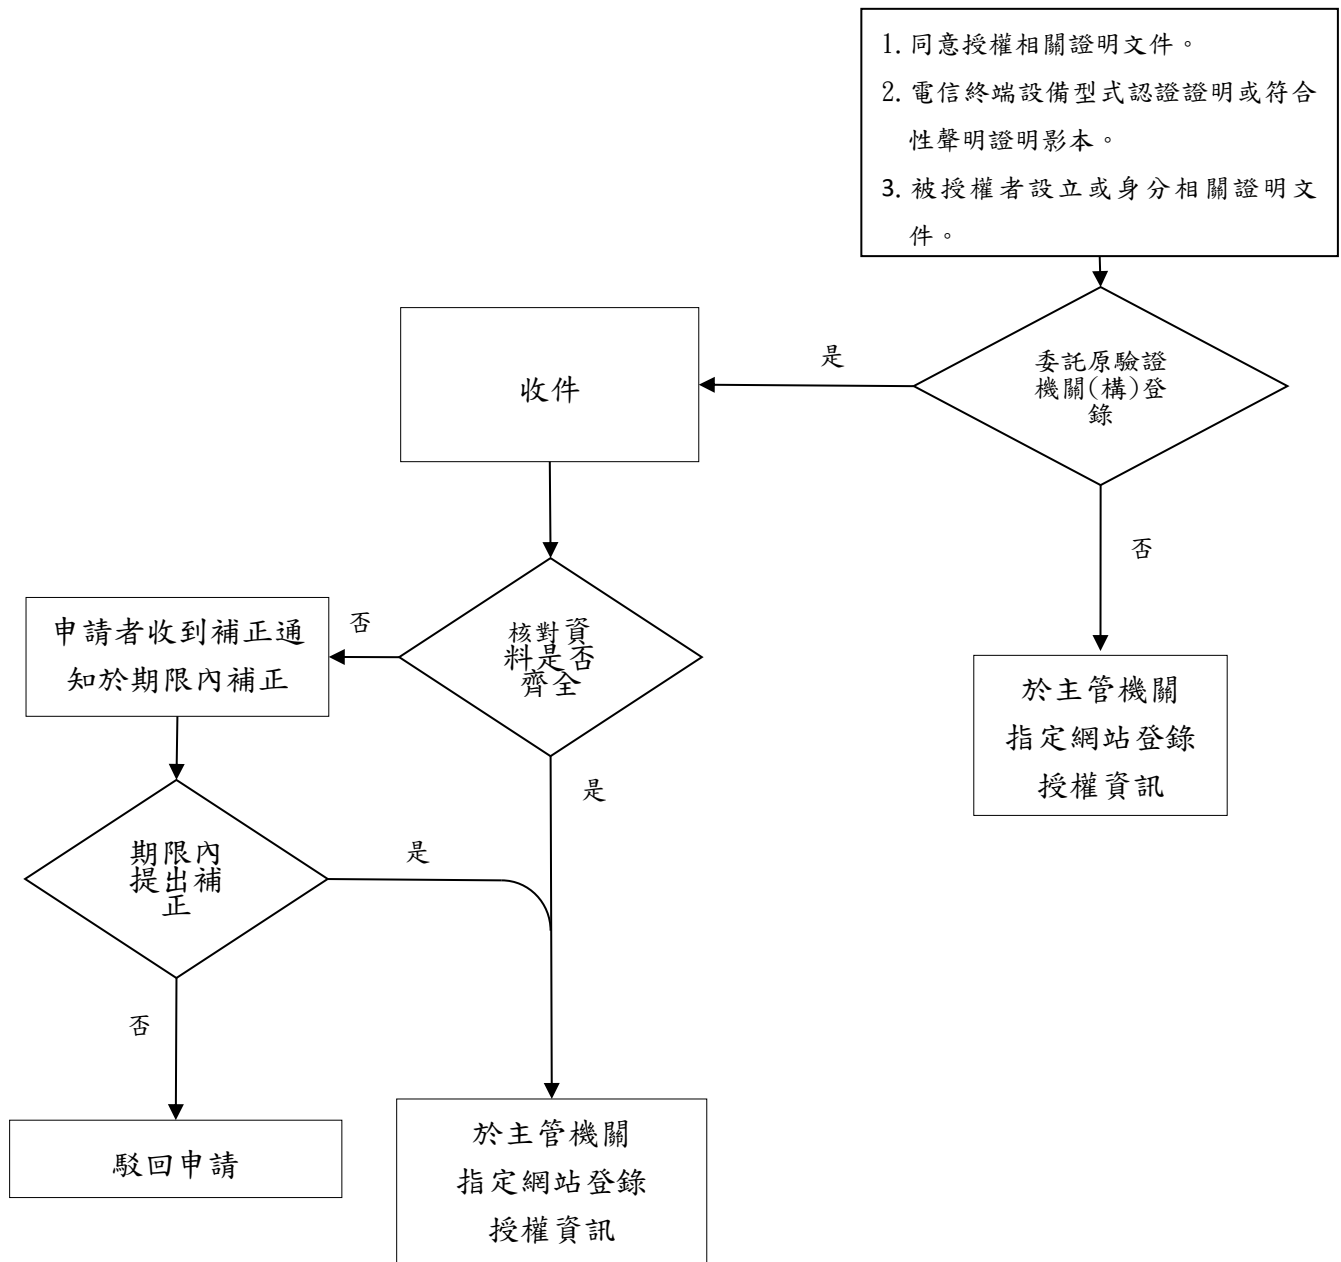 1. 同意授權相關證明文件。
2. 電信終端設備型式認證證明或符合
性聲明證明影本。
3. 被授權者設立或身分相關證明文
件。
委託原驗證
機關(構)登
錄
是
收件
否
核對資
料是否
齊全
否
申請者收到補正通
知於期限內補正
於主管機關
指定網站登錄
授權資訊
是
期限內
提出補
正
是
否
駁回申請
於主管機關
指定網站登錄
授權資訊